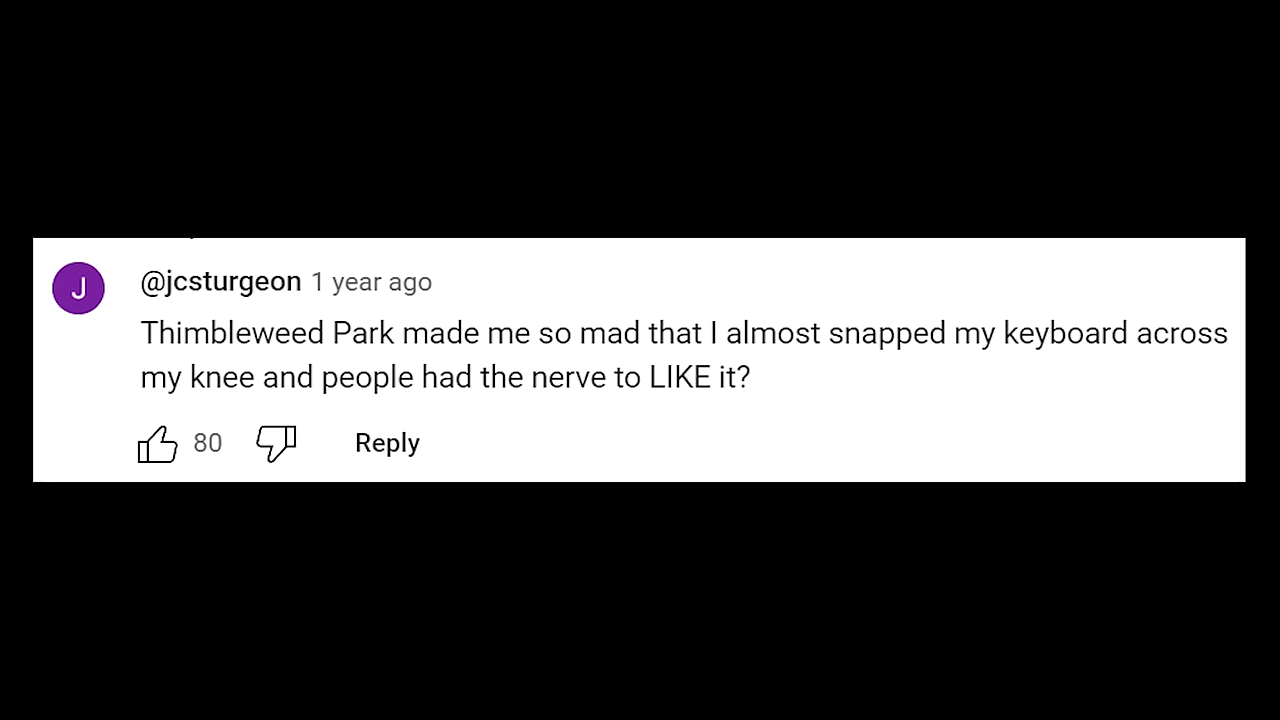 J
@jcsturgeon 1 year ago
Thimbleweed Park made me so mad that I almost snapped my keyboard across
my knee and people had the nerve to LIKE it?
80 Reply